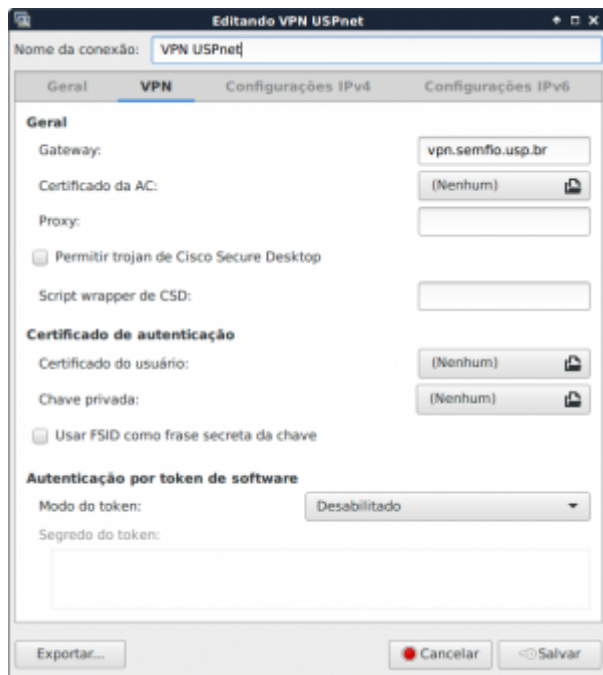 Editando VPN USPnet
Nome da conexão: VPN USPnet
Geral VPN Configurações IPv4 Configurações IPv6
Geral
Gateway: vpn.semfio.usp.br
Certificado da AC: (Nenhum)
Proxy:
Permitir trojan de Cisco Secure Desktop
Script wrapper de CSD:
Certificado de autenticação
Certificado do usuário: (Nenhum)
Chave privada: (Nenhum)
Usar FSID como frase secreta da chave
Autenticação por token de software
Modo do token: Desabilitado
Segredo do token:
Exportar... Cancelar Salvar